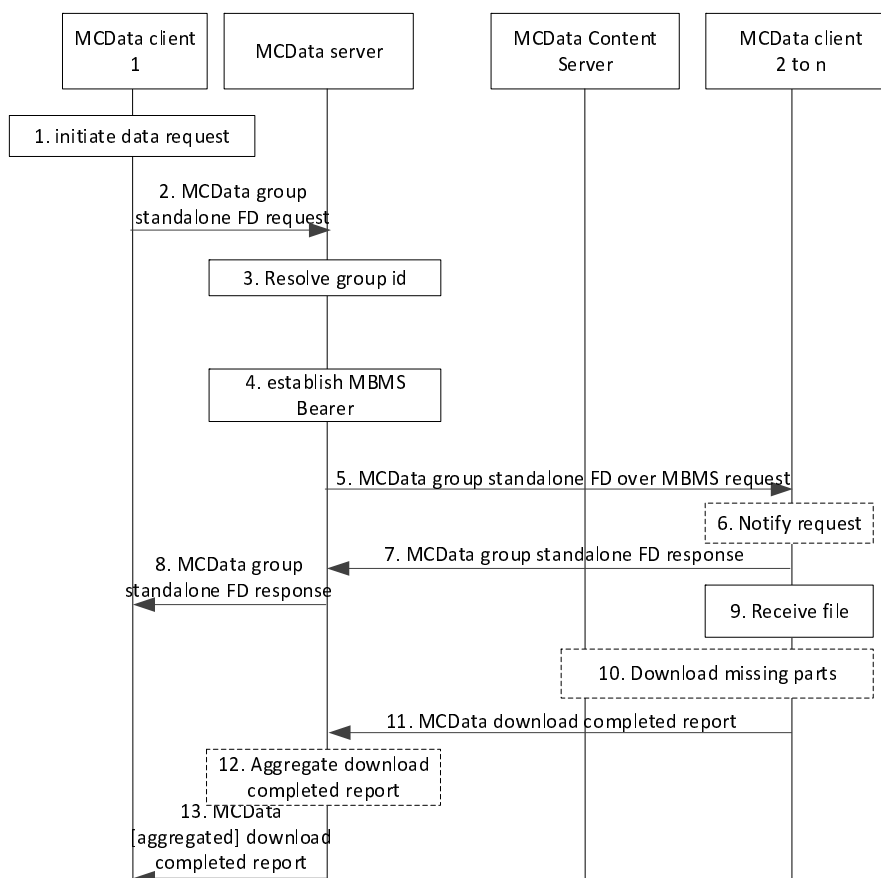 MCData client
1
MCData server
MCData Content
Server
MCData client
2 to n
1. initiate data request
2. MCData group
standalone FD request
3. Resolve group id
4. establish MBMS
Bearer
5. MCData group standalone FD over MBMS request
6. Notify request
7. MCData group standalone FD response
8. MCData group
standalone FD response
9. Receive file
10. Download missing parts
11. MCData download completed report
12. Aggregate download
completed report
13. MCData
[aggregated] download
completed report